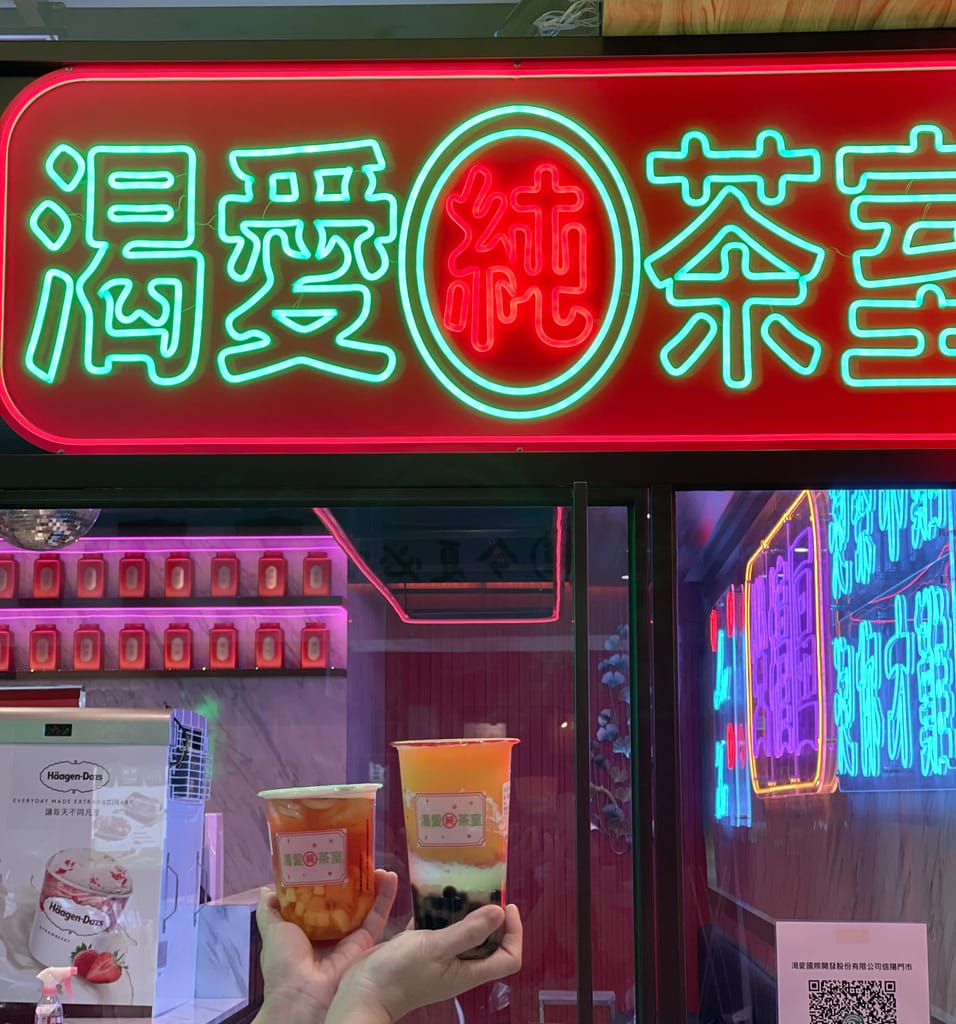 渴愛純茶室
Häagen-Dazs
EVERYDAY MADE EXTRAORDINARY
讓每天不同凡享
Häagen-Dazs
STRAWBERRY
渴愛純茶室
渴愛純茶室
渴愛國際開發股份有限公司信陽門市